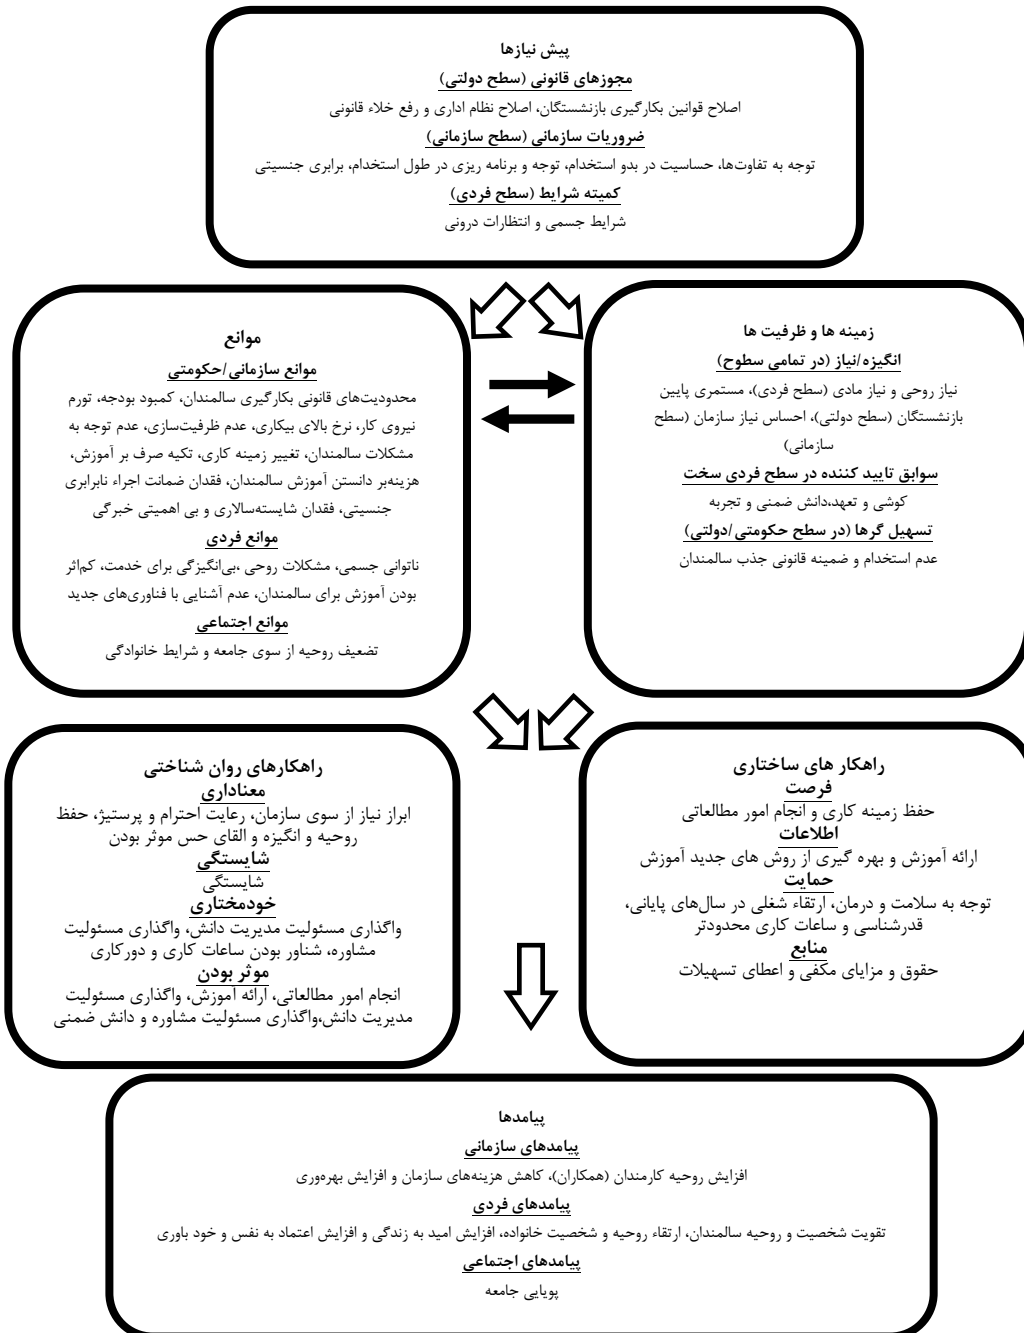 پیش نیازها
مجوزهای قانونی (سطح دولتی)
اصلاح قوانین بکارگیری بازنشستگان، اصلاح نظام اداری و رفع خلاء قانونی
ضروریات سازمانی (سطح سازمانی)
توجه به تفاوت‌ها، حساسیت در بدو استخدام، توجه و برنامه ریزی در طول استخدام، برابری جنسیتی
کمیته شرایط (سطح فردی)
شرایط جسمی و انتظارات درونی
زمینه ها و ظرفیت ها
انگیزه/نیاز (در تمامی سطوح)
نیاز روحی و نیاز مادی (سطح فردی)، مستمری پایین
بازنشستگان (سطح دولتی)، احساس نیاز سازمان (سطح
سازمانی)
سوابق تایید کننده در سطح فردی سخت
کوشی و تعهد،دانش ضمنی و تجربه
تسهیل گرها (در سطح حکومتی/دولتی)
عدم استخدام و ضمینه قانونی جذب سالمندان
موانع
موانع سازمانی/حکومتی
محدودیت‌های قانونی بکارگیری سالمندان، کمبود بودجه، تورم
نیروی کار، نرخ بالای بیکاری، عدم ظرفیت‌سازی، عدم توجه به
مشکلات سالمندان، تغییر زمینه کاری، تکیه صرف بر آموزش،
هزینه‌بر دانستن آموزش سالمندان، فقدان ضمانت اجراء نابرابری
جنسیتی، فقدان شایسته‌سالاری و بی اهمیتی خبرگی
موانع فردی
ناتوانی جسمی، مشکلات روحی ،بی‌انگیزگی برای خدمت، کم‌اثر
بودن آموزش برای سالمندان، عدم آشنایی با فناوری‌های جدید
موانع اجتماعی
تضعیف روحیه از سوی جامعه و شرایط خانوادگی
راهکار های ساختاری
فرصت
حفظ زمینه کاری و انجام امور مطالعاتی
اطلاعات
ارائه آموزش و بهره گیری از روش های جدید آموزش
حمایت
توجه به سلامت و درمان، ارتقاء شغلی در سال‌های پایانی،
قدرشناسی و ساعات کاری محدودتر
منابع
حقوق و مزایای مکفی و اعطای تسهیلات
راهکارهای روان شناختی
معناداری
ابراز نیاز از سوی سازمان، رعایت احترام و پرستیژ، حفظ
روحیه و انگیزه و القای حس موثر بودن
شایستگی
شایستگی
خودمختاری
واگذاری مسئولیت مدیریت دانش، واگذاری مسئولیت
مشاوره، شناور بودن ساعات کاری و دورکاری
موثر بودن
انجام امور مطالعاتی، ارائه آموزش، واگذاری مسئولیت
مدیریت دانش،واگذاری مسئولیت مشاوره و دانش ضمنی
پیامدها
پیامدهای سازمانی
افزایش روحیه کارمندان (همکاران)، کاهش هزینه‌های سازمان و افزایش بهره‌وری
پیامدهای فردی
تقویت شخصیت و روحیه سالمندان، ارتقاء روحیه و شخصیت خانواده، افزایش امید به زندگی و افزایش اعتماد به نفس و خود باوری
پیامدهای اجتماعی
پویایی جامعه